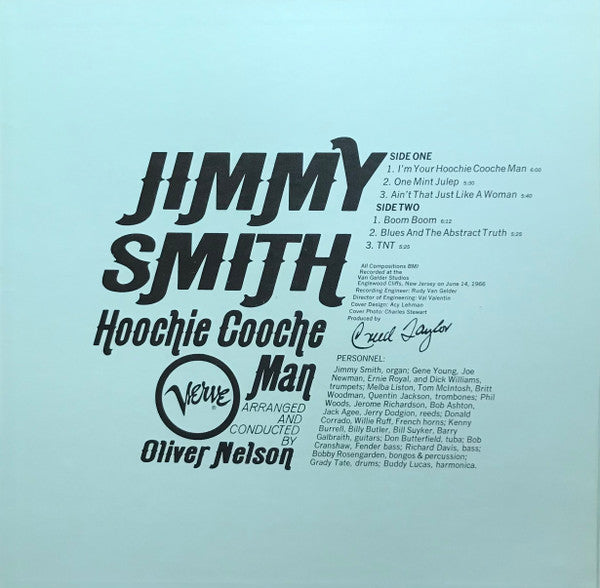 JIMMY
SMITH
Hoochie Cooche
Man
Verve
ARRANGED
AND
CONDUCTED
BY
Oliver Nelson
SIDE ONE
1. I'm Your Hoochie Cooche Man 6:00
2. One Mint Julep 5:30
3. Ain't That Just Like A Woman 5:40
SIDE TWO
1. Boom Boom 6:12
2. Blues And The Abstract Truth 5:25
3. TNT 5:25
All Compositions BMI
Recorded at the
Van Gelder Studios
Englewood Cliffs, New Jersey on June 14, 1966
Recording Engineer: Rudy Van Gelder
Director of Engineering: Val Valentin
Cover Design: Acy Lehman
Cover Photo: Charles Stewart
Produced by
Creed Taylor
PERSONNEL:
Jimmy Smith, organ; Gene Young, Joe
Newman, Ernie Royal, and Dick Williams,
trumpets; Melba Liston, Tom McIntosh, Britt
Woodman, Quentin Jackson, trombones; Phil
Woods, Jerome Richardson, Bob Ashton,
Jack Agee, Jerry Dodgion, reeds; Donald
Corrado, Willie Ruff, French horns; Kenny
Burrell, Billy Butler, Bill Suyker, Barry
Galbraith, guitars; Don Butterfield, tuba; Bob
Cranshaw, Fender bass; Richard Davis, bass;
Bobby Rosengarden, bongos & percussion;
Grady Tate, drums; Buddy Lucas, harmonica.